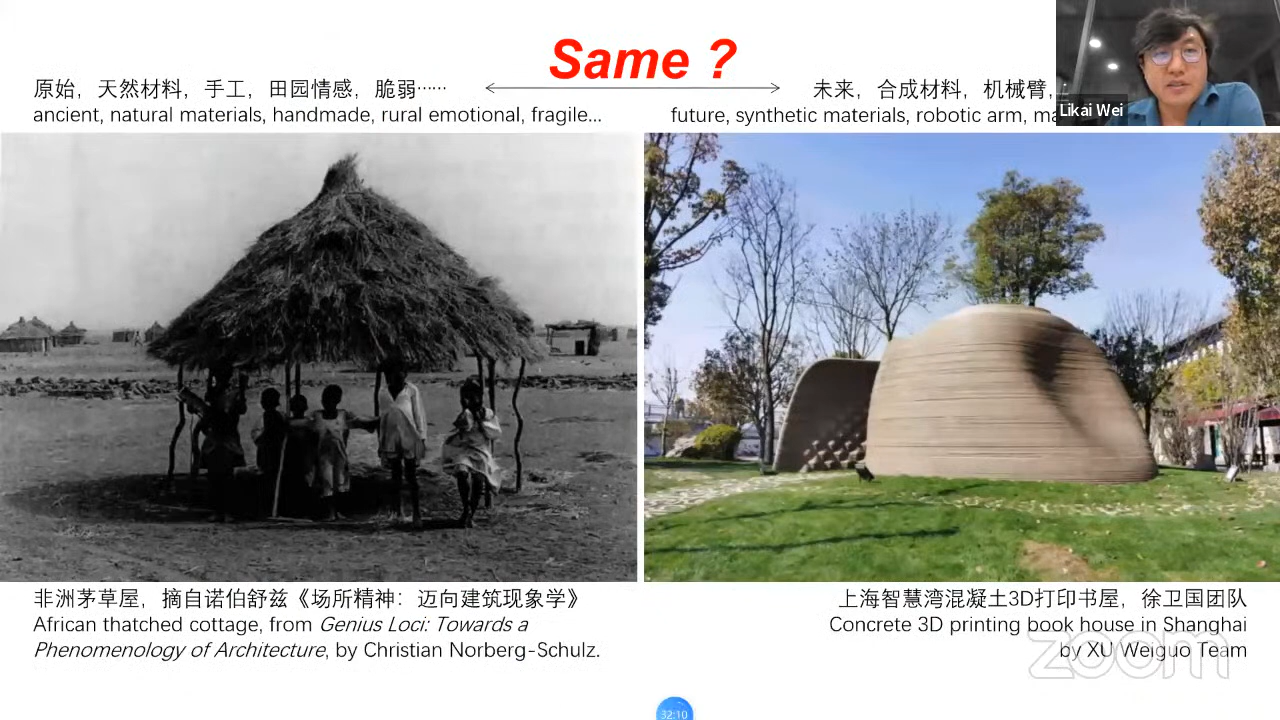 Same ?
原始，天然材料，手工，田园情感，脆弱……
ancient, natural materials, handmade, rural emotional, fragile...
未来，合成材料，机械臂，
future, synthetic materials, robotic arm,
Likai Wei
非洲茅草屋，摘自诺伯舒兹《场所精神：迈向建筑现象学》
African thatched cottage, from Genius Loci: Towards a
Phenomenology of Architecture, by Christian Norberg-Schulz.
上海智慧湾混凝土3D打印书屋，徐卫国团队
Concrete 3D printing book house in Shanghai
by XU Weiguo Team
zoom
32:10